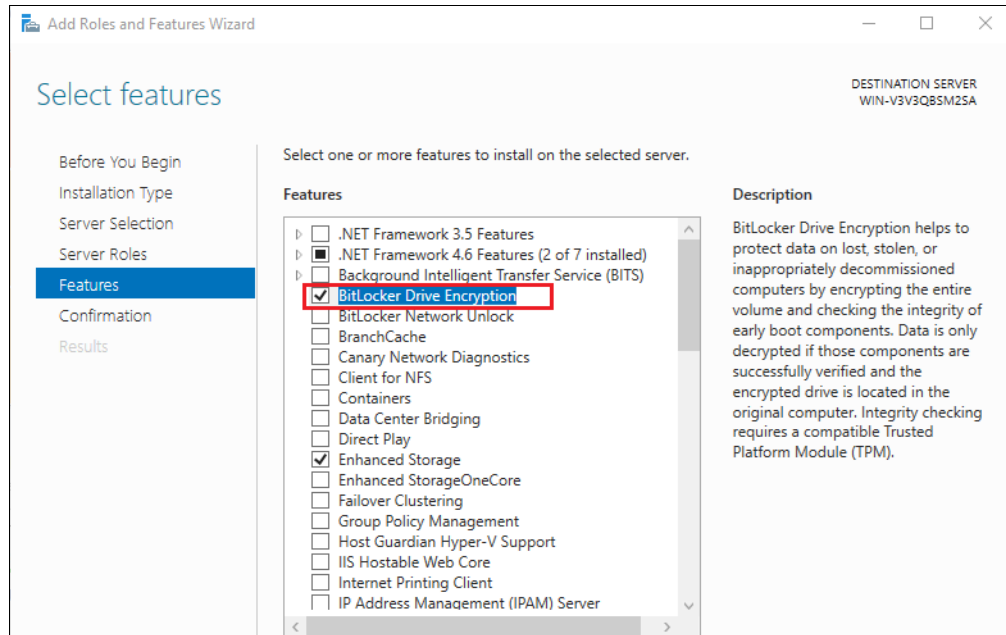 Add Roles and Features Wizard
Select features
DESTINATION SERVER
WIN-V3V3QBSM2SA
Before You Begin
Installation Type
Server Selection
Server Roles
Features
Confirmation
Results
Select one or more features to install on the selected server.
Features
.NET Framework 3.5 Features
.NET Framework 4.6 Features (2 of 7 installed)
Background Intelligent Transfer Service (BITS)
BitLocker Drive Encryption
BitLocker Network Unlock
BranchCache
Canary Network Diagnostics
Client for NFS
Containers
Data Center Bridging
Direct Play
Enhanced Storage
Enhanced StorageOneCore
Failover Clustering
Group Policy Management
Host Guardian Hyper-V Support
IIS Hostable Web Core
Internet Printing Client
IP Address Management (IPAM) Server
Description
BitLocker Drive Encryption helps to
protect data on lost, stolen, or
inappropriately decommissioned
computers by encrypting the entire
volume and checking the integrity of
early boot components. Data is only
decrypted if those components are
successfully verified and the
encrypted drive is located in the
original computer. Integrity checking
requires a compatible Trusted
Platform Module (TPM).